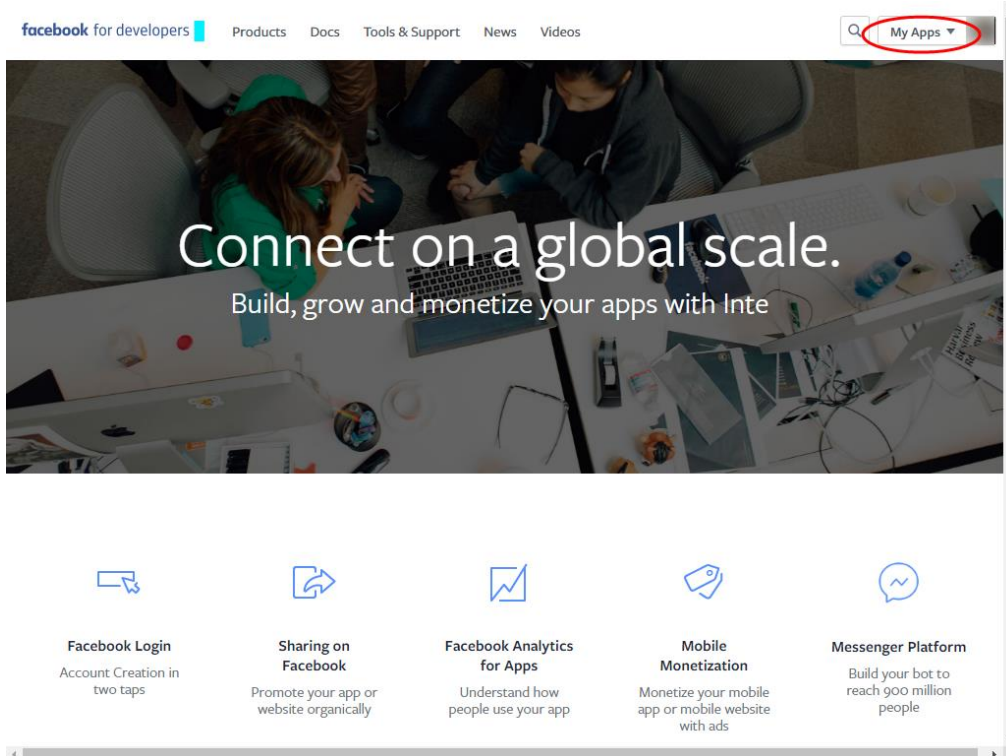 facebook for developers Products Docs Tools & Support News Videos My Apps
Connect on a global scale.
Build, grow and monetize your apps with Inte
facebook
Harvard
Business
Facebook Login
Account Creation in
two taps
Sharing on
Facebook
Promote your app or
website organically
Facebook Analytics
for Apps
Understand how
people use your app
Mobile
Monetization
Monetize your mobile
app or mobile website
with ads
Messenger Platform
Build your bot to
reach 900 million
people